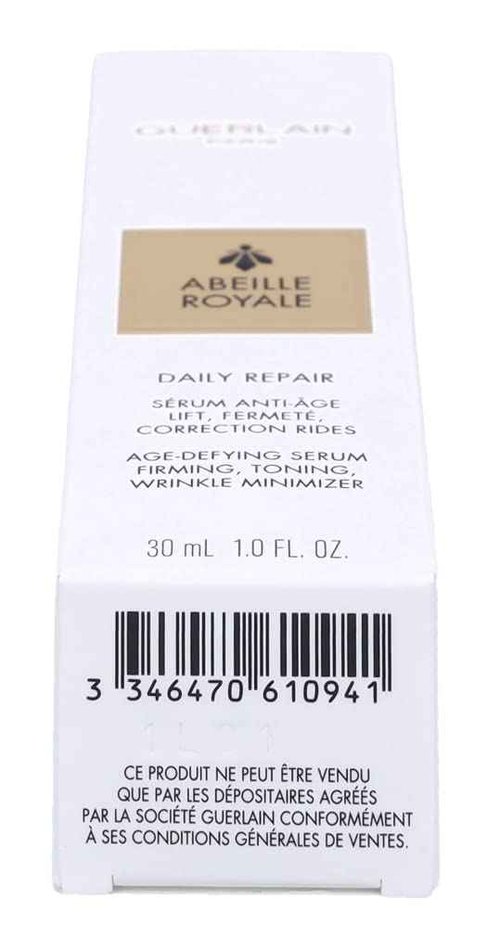 GUERLAIN
PARIS
ABEILLE
ROYALE
DAILY REPAIR
SÉRUM ANTI-ÂGE
LIFT, FERMETÉ,
CORRECTION RIDES
AGE-DEFYING SERUM
FIRMING, TONING,
WRINKLE MINIMIZER
30 mL 1.0 FL. OZ.
3 346470 610941
CE PRODUIT NE PEUT ÊTRE VENDU
QUE PAR LES DÉPOSITAIRES AGRÉÉS
PAR LA SOCIÉTÉ GUERLAIN CONFORMÉMENT
À SES CONDITIONS GÉNÉRALES DE VENTES.